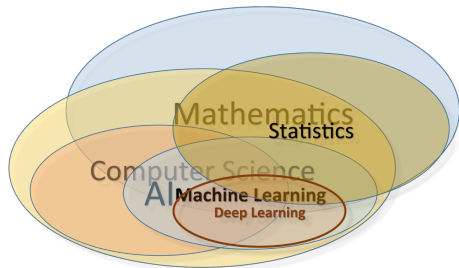 Mathematics
Statistics
Computer Science
AI
Machine Learning
Deep Learning